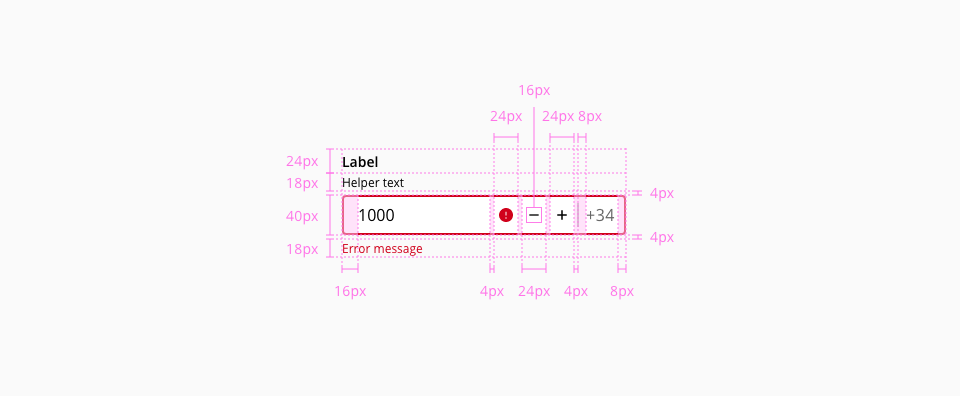 16px
24px 24px 8px
24px Label
18px Helper text 4px
40px 1000 +34
4px
18px Error message
16px 4px 24px 4px 8px